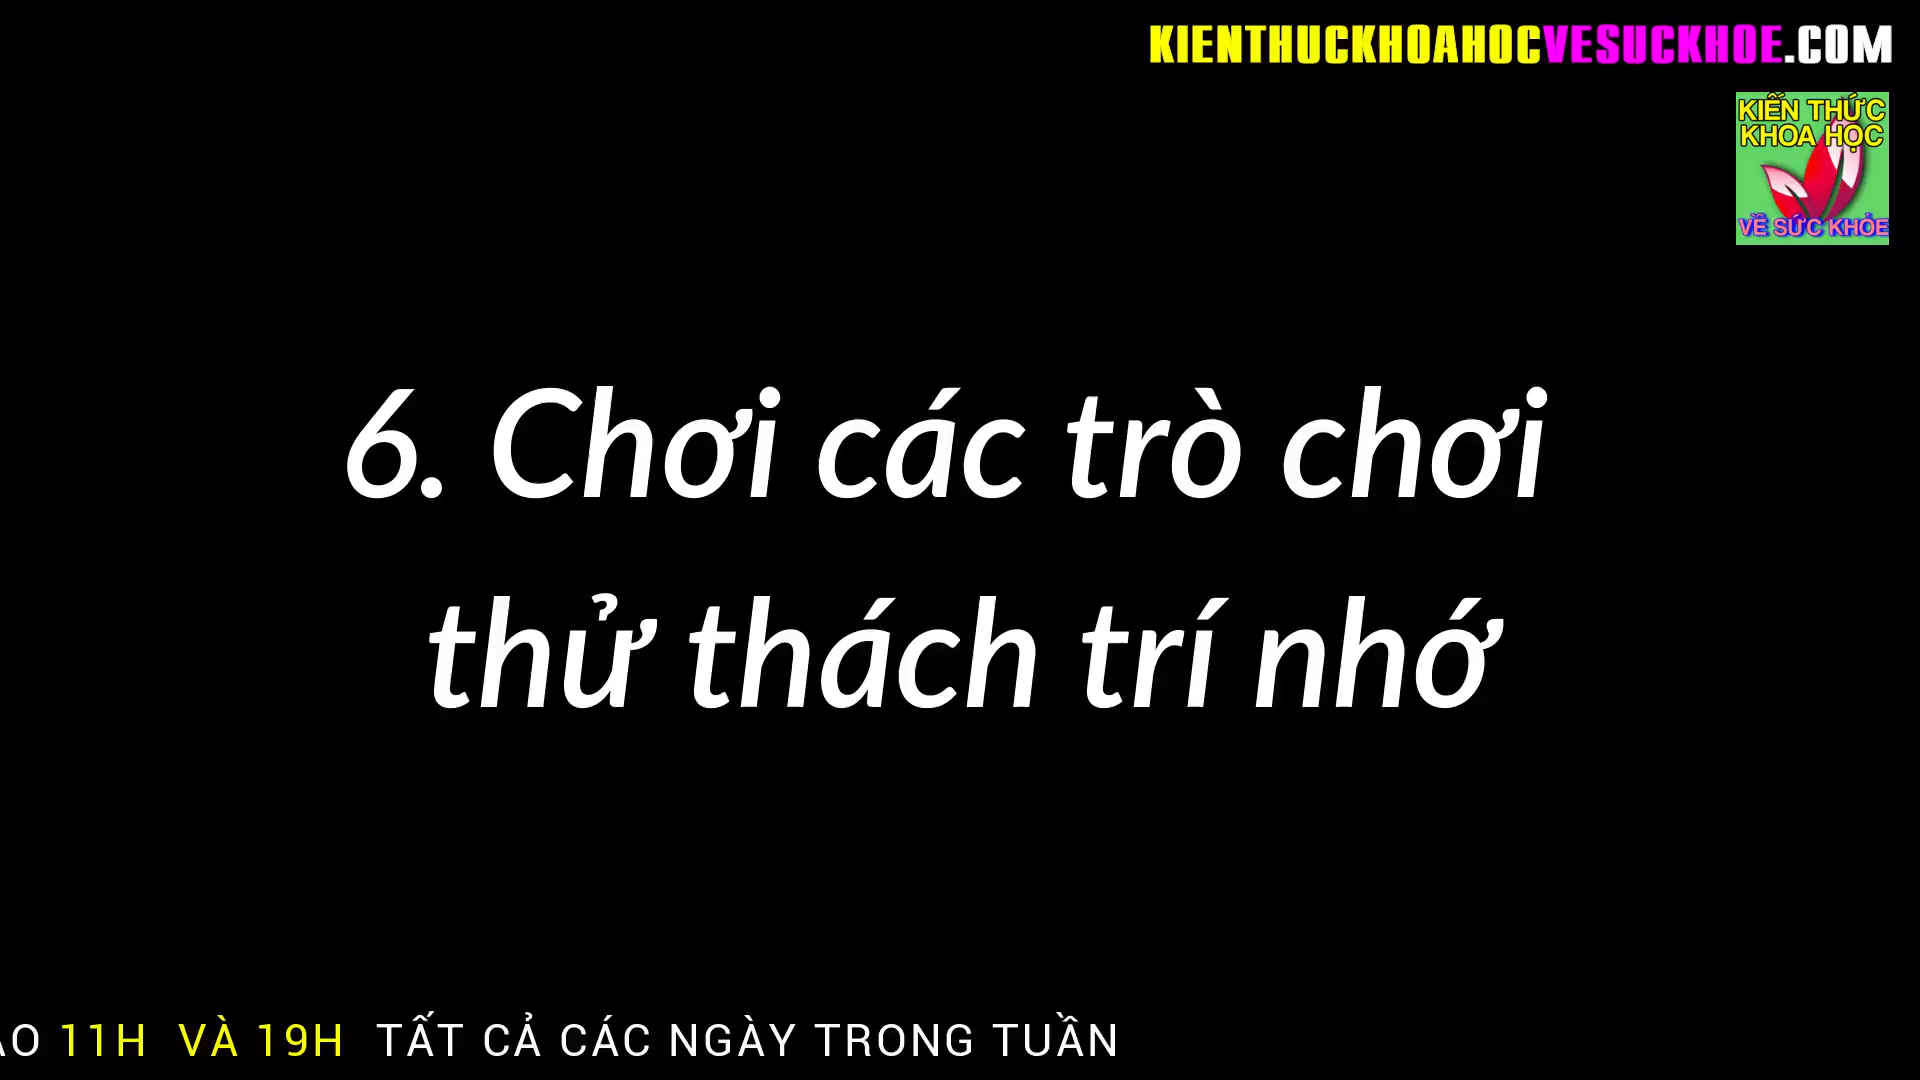 KIENTHUCKHOAHOCVESUCKHOE.COM
KIẾN THỨC
KHOA HỌC
VỀ SỨC KHỎE
6. Chơi các trò chơi
thử thách trí nhớ
11H VÀ 19H TẤT CẢ CÁC NGÀY TRONG TUẦN